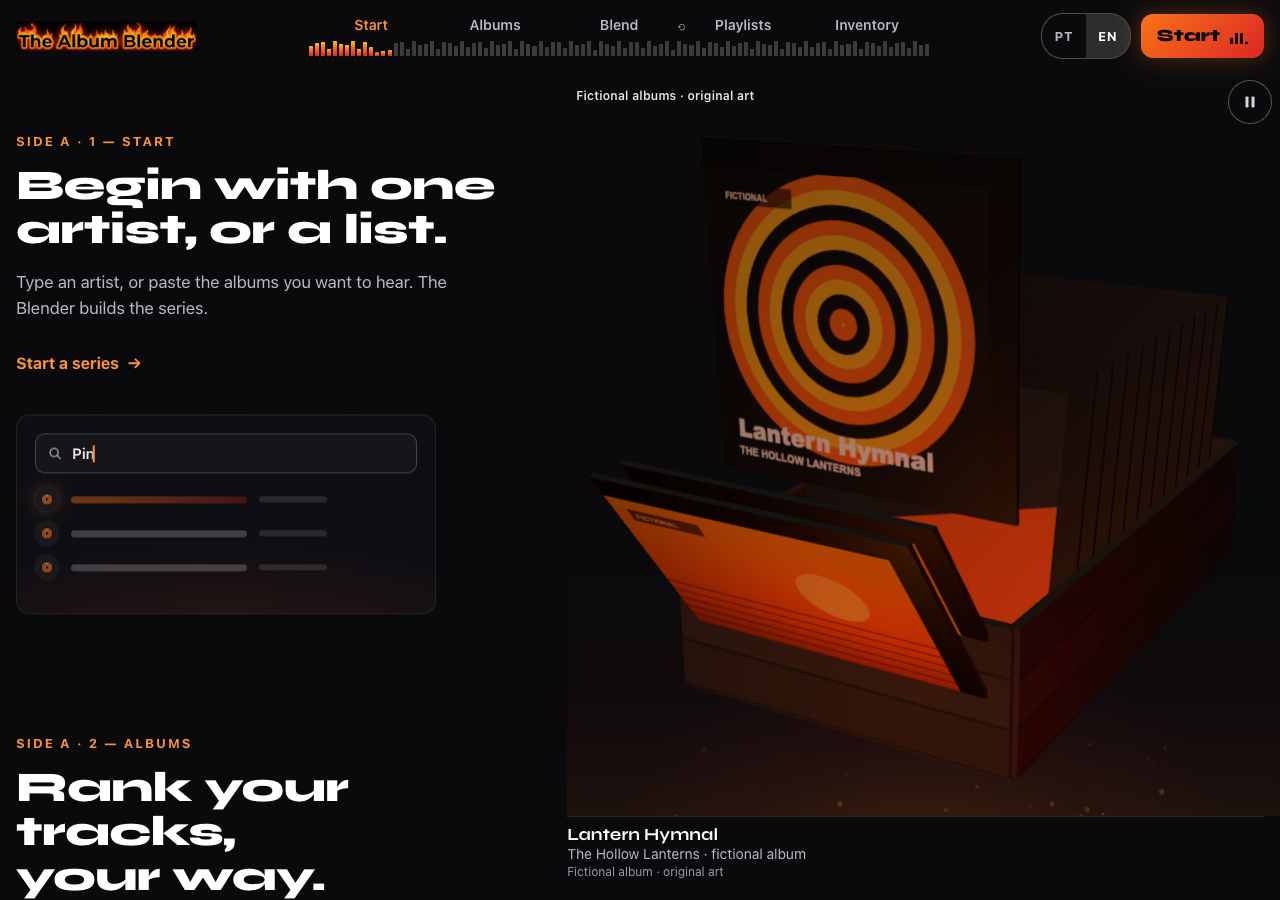 The Album Blender
Start
Albums
Blend
Playlists
Inventory
PT
EN
Start
Fictional albums · original art
SIDE A · 1 — START
Begin with one
artist, or a list.
Type an artist, or paste the albums you want to hear. The
Blender builds the series.
Start a series →
Pin
SIDE A · 2 — ALBUMS
Rank your
tracks,
your way.
FICTIONAL
Lantern Hymnal
THE HOLLOW LANTERNS
FICTIONAL
Lantern Hymnal
The Hollow Lanterns · fictional album
Fictional album · original art